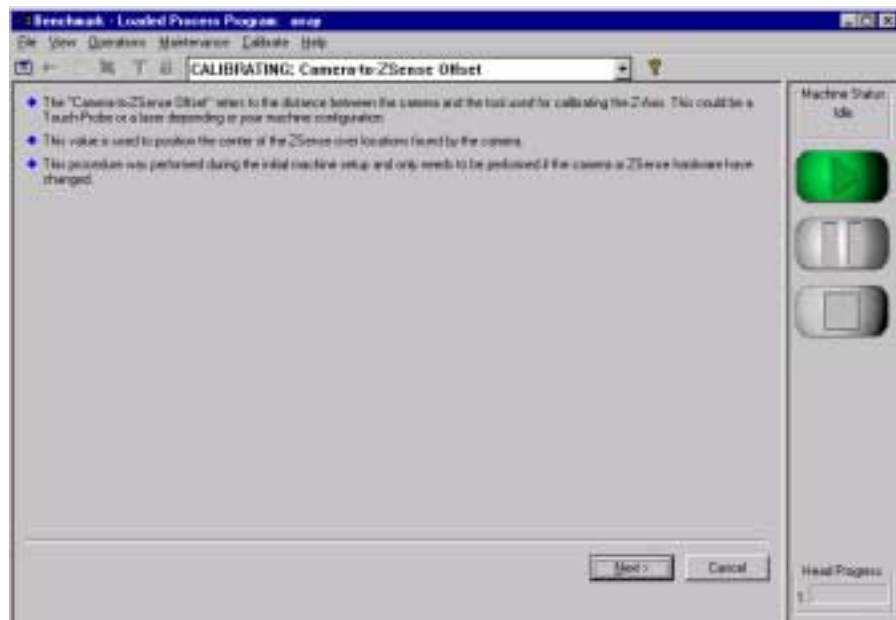 Benchmark - Loaded Process Program: array
File View Operations Maintenance Calibrate Help
CALIBRATING: Camera-to-ZSense Offset
The "Camera-to-ZSense Offset" refers to the distance between the camera and the tool used for calibrating the Z-Axis. This could be a
Touch-Probe or a laser depending on your machine configuration.
This value is used to position the center of the ZSense over locations found by the camera.
This procedure was performed during the initial machine setup and only needs to be performed if the camera or ZSense hardware have
changed.
Machine Status:
Idle
Next >
Cancel
Head Progress
1